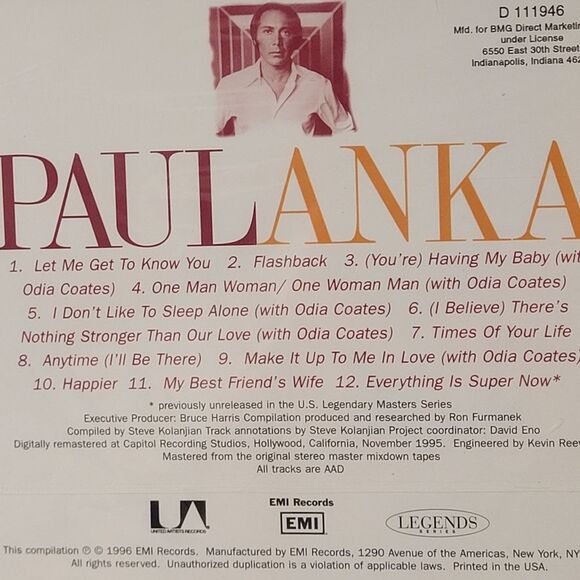 D 111946
Mfd. for BMG Direct Marketin
under License
6550 East 30th Street
Indianapolis, Indiana 462
PAULANKA
1. Let Me Get To Know You 2. Flashback 3. (You're) Having My Baby (wit
Odia Coates) 4. One Man Woman/ One Woman Man (with Odia Coates)
5. I Don't Like To Sleep Alone (with Odia Coates) 6. (I Believe) There's
Nothing Stronger Than Our Love (with Odia Coates) 7. Times Of Your Life
8. Anytime (I'll Be There) 9. Make It Up To Me In Love (with Odia Coates)
10. Happier 11. My Best Friend's Wife 12. Everything Is Super Now*
* previously unreleased in the U.S. Legendary Masters Series
Executive Producer: Bruce Harris Compilation produced and researched by Ron Furmanek
Compiled by Steve Kolanjian Track annotations by Steve Kolanjian Project coordinator: David Eno
Digitally remastered at Capitol Recording Studios, Hollywood, California, November 1995. Engineered by Kevin Reev
Mastered from the original stereo master mixdown tapes
All tracks are AAD
UA
UNITED ARTISTS RECORDS
EMI Records
EMI
LEGENDS
SERIES
This compilation ℗ © 1996 EMI Records. Manufactured by EMI Records, 1290 Avenue of the Americas, New York, NY
All rights reserved. Unauthorized duplication is a violation of applicable laws. Printed in the USA.